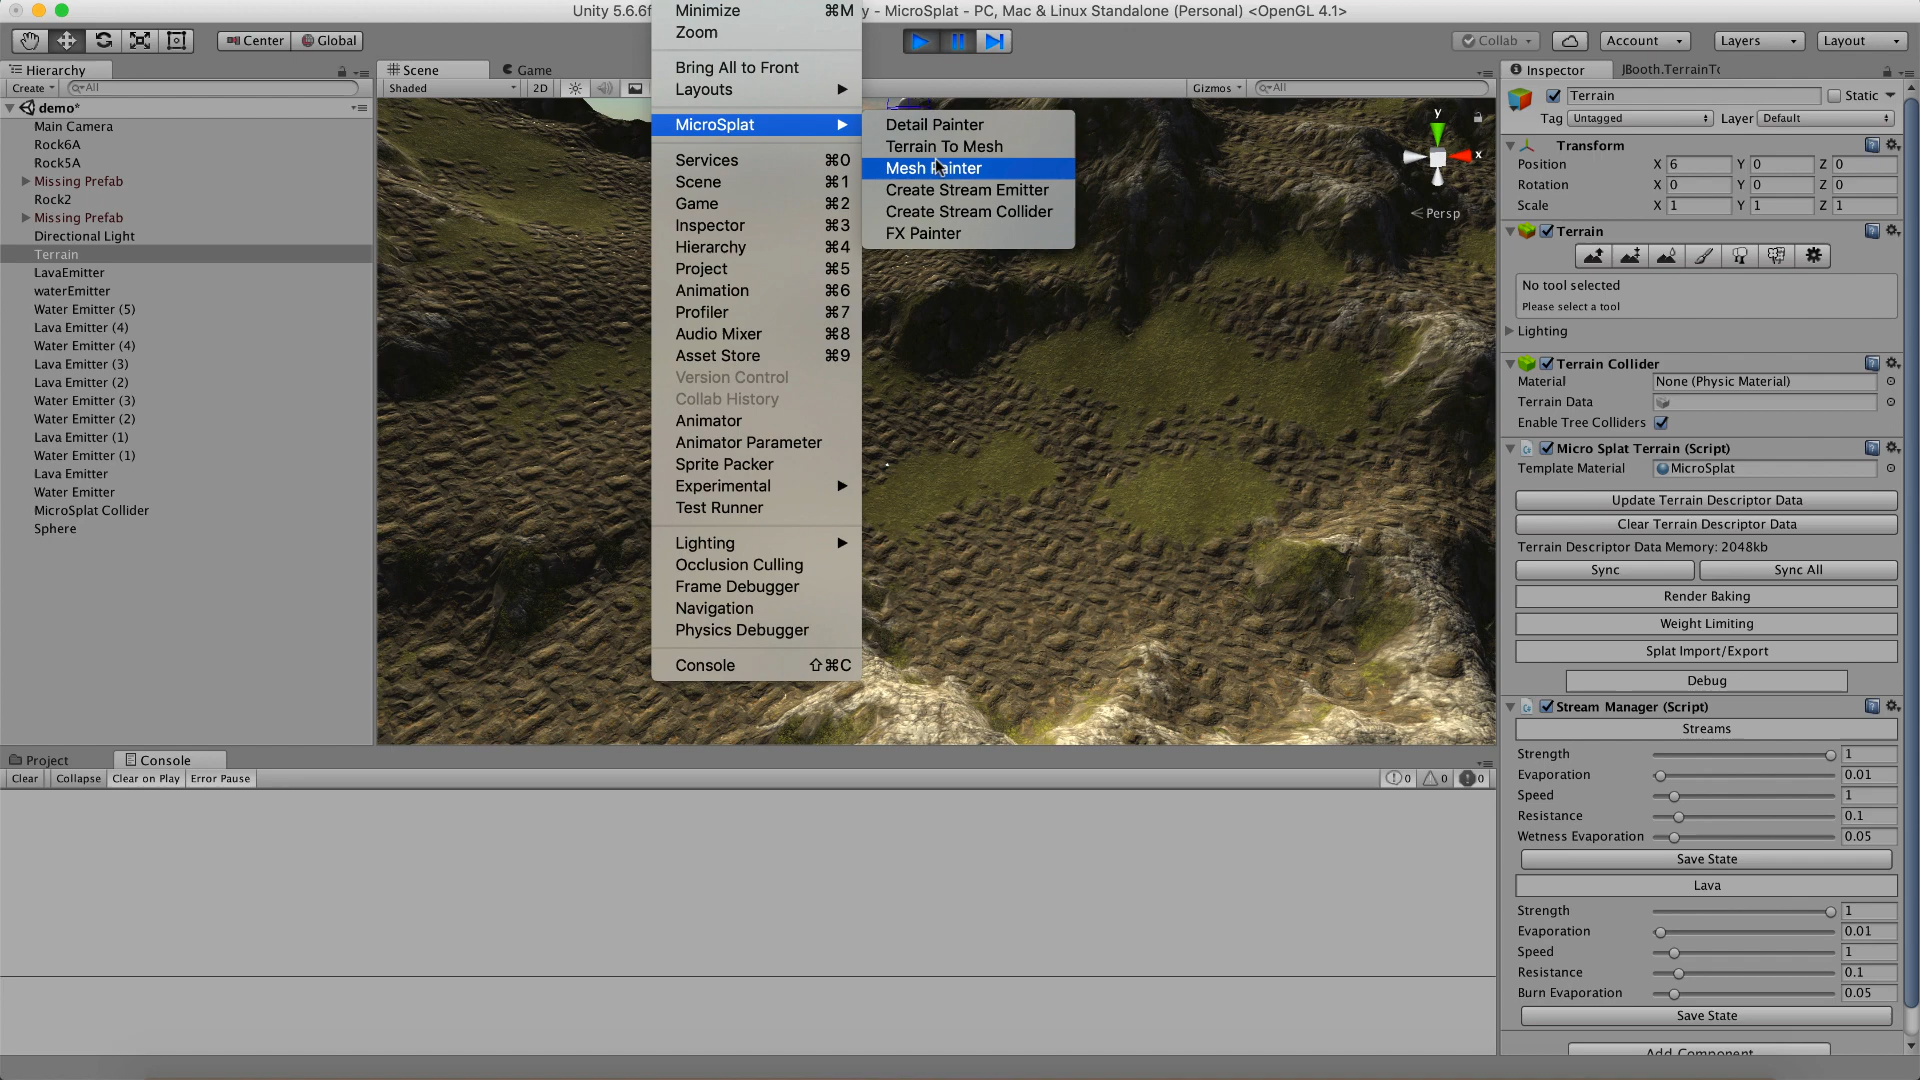 Unity 5.6.6f
y - MicroSplat - PC, Mac & Linux Standalone (Personal) <OpenGL 4.1>
Center
Global
Collab
Account
Layers
Layout
Hierarchy
Create
All
demo*
Main Camera
Rock6A
Rock5A
Missing Prefab
Rock2
Missing Prefab
Directional Light
Terrain
LavaEmitter
waterEmitter
Water Emitter (5)
Lava Emitter (4)
Water Emitter (4)
Lava Emitter (3)
Lava Emitter (2)
Water Emitter (3)
Water Emitter (2)
Lava Emitter (1)
Water Emitter (1)
Lava Emitter
Water Emitter
MicroSplat Collider
Sphere
Scene
Game
Shaded
2D
Gizmos
All
y
x
Persp
Minimize ⌘M
Zoom
Bring All to Front
Layouts
MicroSplat
Services ⌘0
Scene ⌘1
Game ⌘2
Inspector ⌘3
Hierarchy ⌘4
Project ⌘5
Animation ⌘6
Profiler ⌘7
Audio Mixer ⌘8
Asset Store ⌘9
Version Control
Collab History
Animator
Animator Parameter
Sprite Packer
Experimental
Test Runner
Lighting
Occlusion Culling
Frame Debugger
Navigation
Physics Debugger
Console ⇧⌘C
Detail Painter
Terrain To Mesh
Mesh Painter
Create Stream Emitter
Create Stream Collider
FX Painter
Inspector
JBooth.TerrainTo
Terrain
Static
Tag Untagged Layer Default
Transform
Position X 6 Y 0 Z 0
Rotation X 0 Y 0 Z 0
Scale X 1 Y 1 Z 1
Terrain
No tool selected
Please select a tool
Lighting
Terrain Collider
Material None (Physic Material)
Terrain Data
Enable Tree Colliders
Micro Splat Terrain (Script)
Template Material MicroSplat
Update Terrain Descriptor Data
Clear Terrain Descriptor Data
Terrain Descriptor Data Memory: 2048kb
Sync Sync All
Render Baking
Weight Limiting
Splat Import/Export
Debug
Stream Manager (Script)
Streams
Strength 1
Evaporation 0.01
Speed 1
Resistance 0.1
Wetness Evaporation 0.05
Save State
Lava
Strength 1
Evaporation 0.01
Speed 1
Resistance 0.1
Burn Evaporation 0.05
Save State
Add Component
Project
Console
Clear Collapse Clear on Play Error Pause
0 0 0